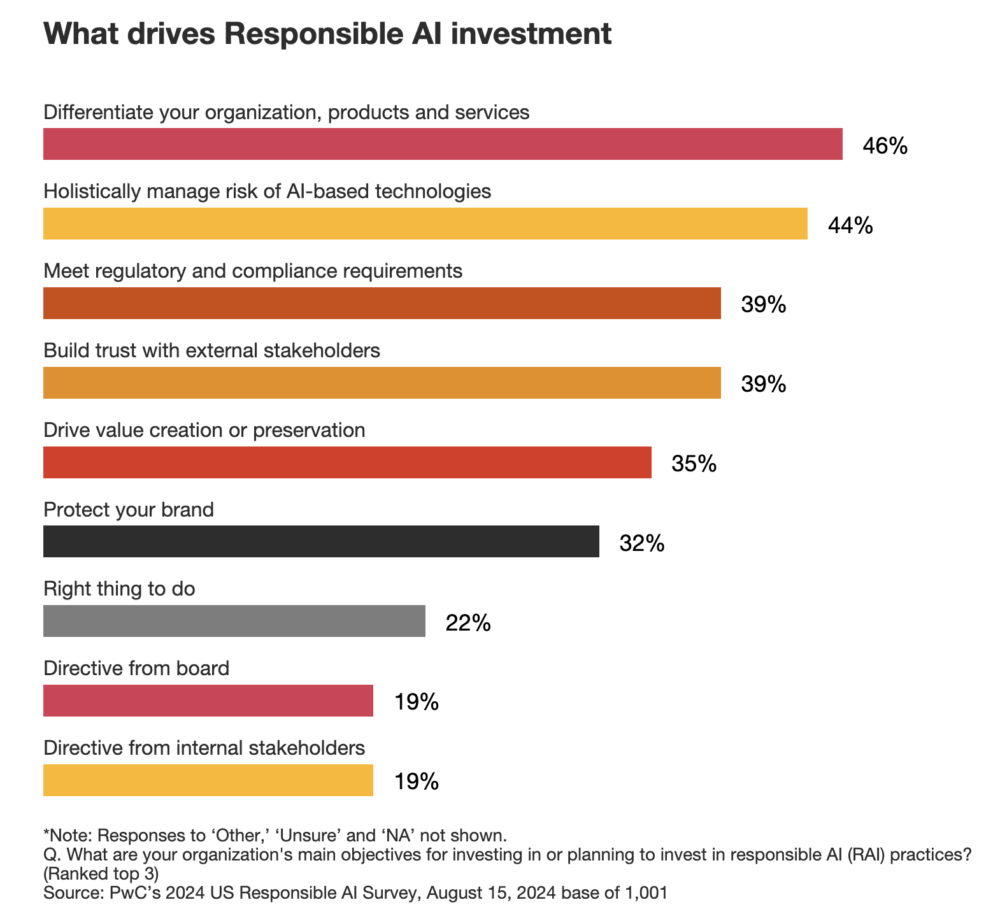 What drives Responsible AI investment
Differentiate your organization, products and services
46%
Holistically manage risk of AI-based technologies
44%
Meet regulatory and compliance requirements
39%
Build trust with external stakeholders
39%
Drive value creation or preservation
35%
Protect your brand
32%
Right thing to do
22%
Directive from board
19%
Directive from internal stakeholders
19%
*Note: Responses to ‘Other,’ ‘Unsure’ and ‘NA’ not shown.
Q. What are your organization's main objectives for investing in or planning to invest in responsible AI (RAI) practices?
(Ranked top 3)
Source: PwC’s 2024 US Responsible AI Survey, August 15, 2024 base of 1,001